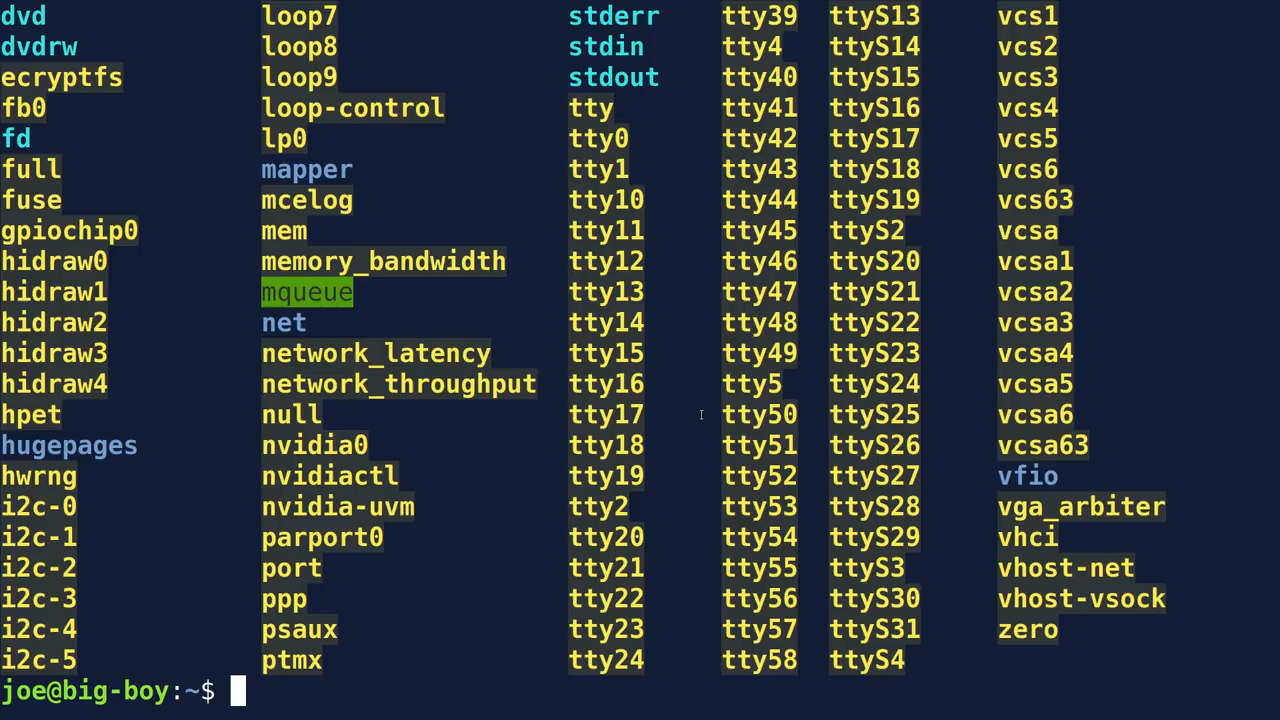 dvd loop7 stderr tty39 ttyS13 vcs1
dvdrw loop8 stdin tty4 ttyS14 vcs2
ecryptfs loop9 stdout tty40 ttyS15 vcs3
fb0 loop-control tty tty41 ttyS16 vcs4
fd lp0 tty0 tty42 ttyS17 vcs5
full mapper tty1 tty43 ttyS18 vcs6
fuse mcelog tty10 tty44 ttyS19 vcs63
gpiochip0 mem tty11 tty45 ttyS2 vcsa
hidraw0 memory_bandwidth tty12 tty46 ttyS20 vcsa1
hidraw1 mqueue tty13 tty47 ttyS21 vcsa2
hidraw2 net tty14 tty48 ttyS22 vcsa3
hidraw3 network_latency tty15 tty49 ttyS23 vcsa4
hidraw4 network_throughput tty16 tty5 ttyS24 vcsa5
hpet null tty17 tty50 ttyS25 vcsa6
hugepages nvidia0 tty18 tty51 ttyS26 vcsa63
hwrng nvidiactl tty19 tty52 ttyS27 vfio
i2c-0 nvidia-uvm tty2 tty53 ttyS28 vga_arbiter
i2c-1 parport0 tty20 tty54 ttyS29 vhci
i2c-2 port tty21 tty55 ttyS3 vhost-net
i2c-3 ppp tty22 tty56 ttyS30 vhost-vsock
i2c-4 psaux tty23 tty57 ttyS31 zero
i2c-5 ptmx tty24 tty58 ttyS4
joe@big-boy:~$